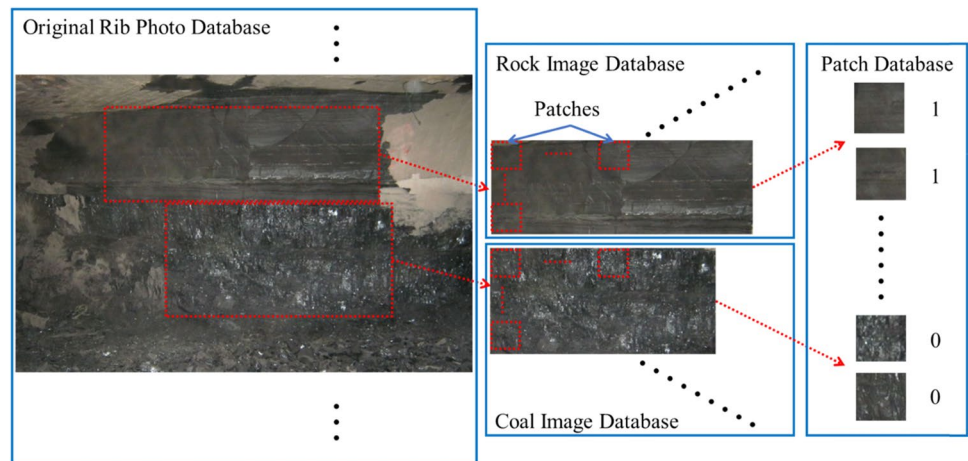 Original Rib Photo Database
Rock Image Database
Patches
Coal Image Database
Patch Database
1
1
0
0